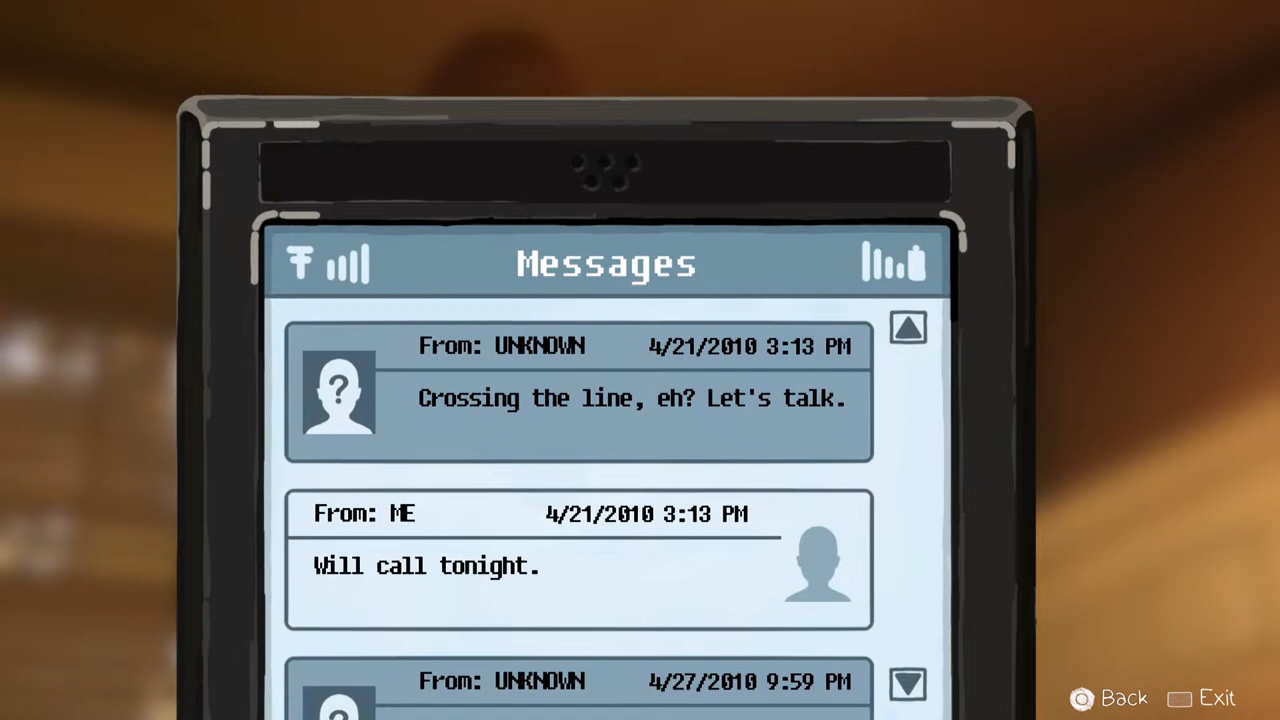 Messages
From: UNKNOWN 4/21/2010 3:13 PM
Crossing the line, eh? Let's talk.
From: ME 4/21/2010 3:13 PM
Will call tonight.
From: UNKNOWN 4/27/2010 9:59 PM
Back Exit